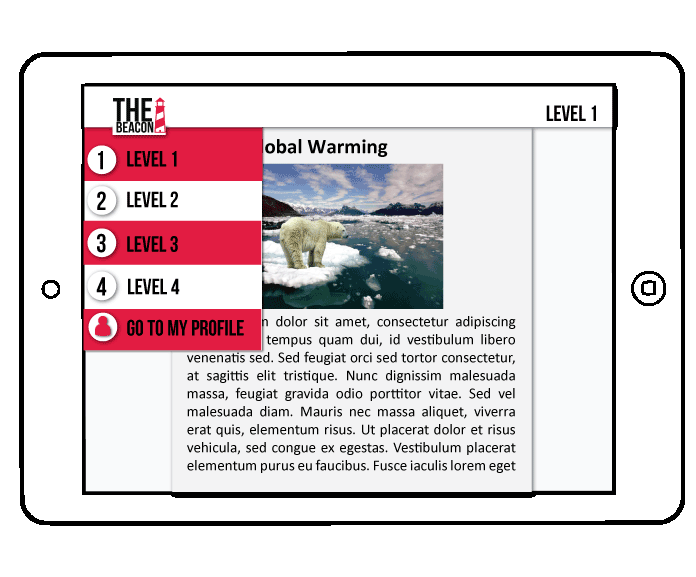 THE
BEACON
LEVEL 1
1 LEVEL 1
2 LEVEL 2
3 LEVEL 3
4 LEVEL 4
GO TO MY PROFILE
lobal Warming
dolor sit amet, consectetur adipiscing
tempus quam dui, id vestibulum libero
venenatis sed. Sed feugiat orci sed tortor consectetur,
at sagittis elit tristique. Nunc dignissim malesuada
massa, feugiat gravida odio porttitor vitae. Sed vel
malesuada diam. Mauris nec massa aliquet, viverra
erat quis, elementum risus. Ut placerat dolor et risus
vehicula, sed congue ex egestas. Vestibulum placerat
elementum purus eu faucibus. Fusce iaculis lorem eget